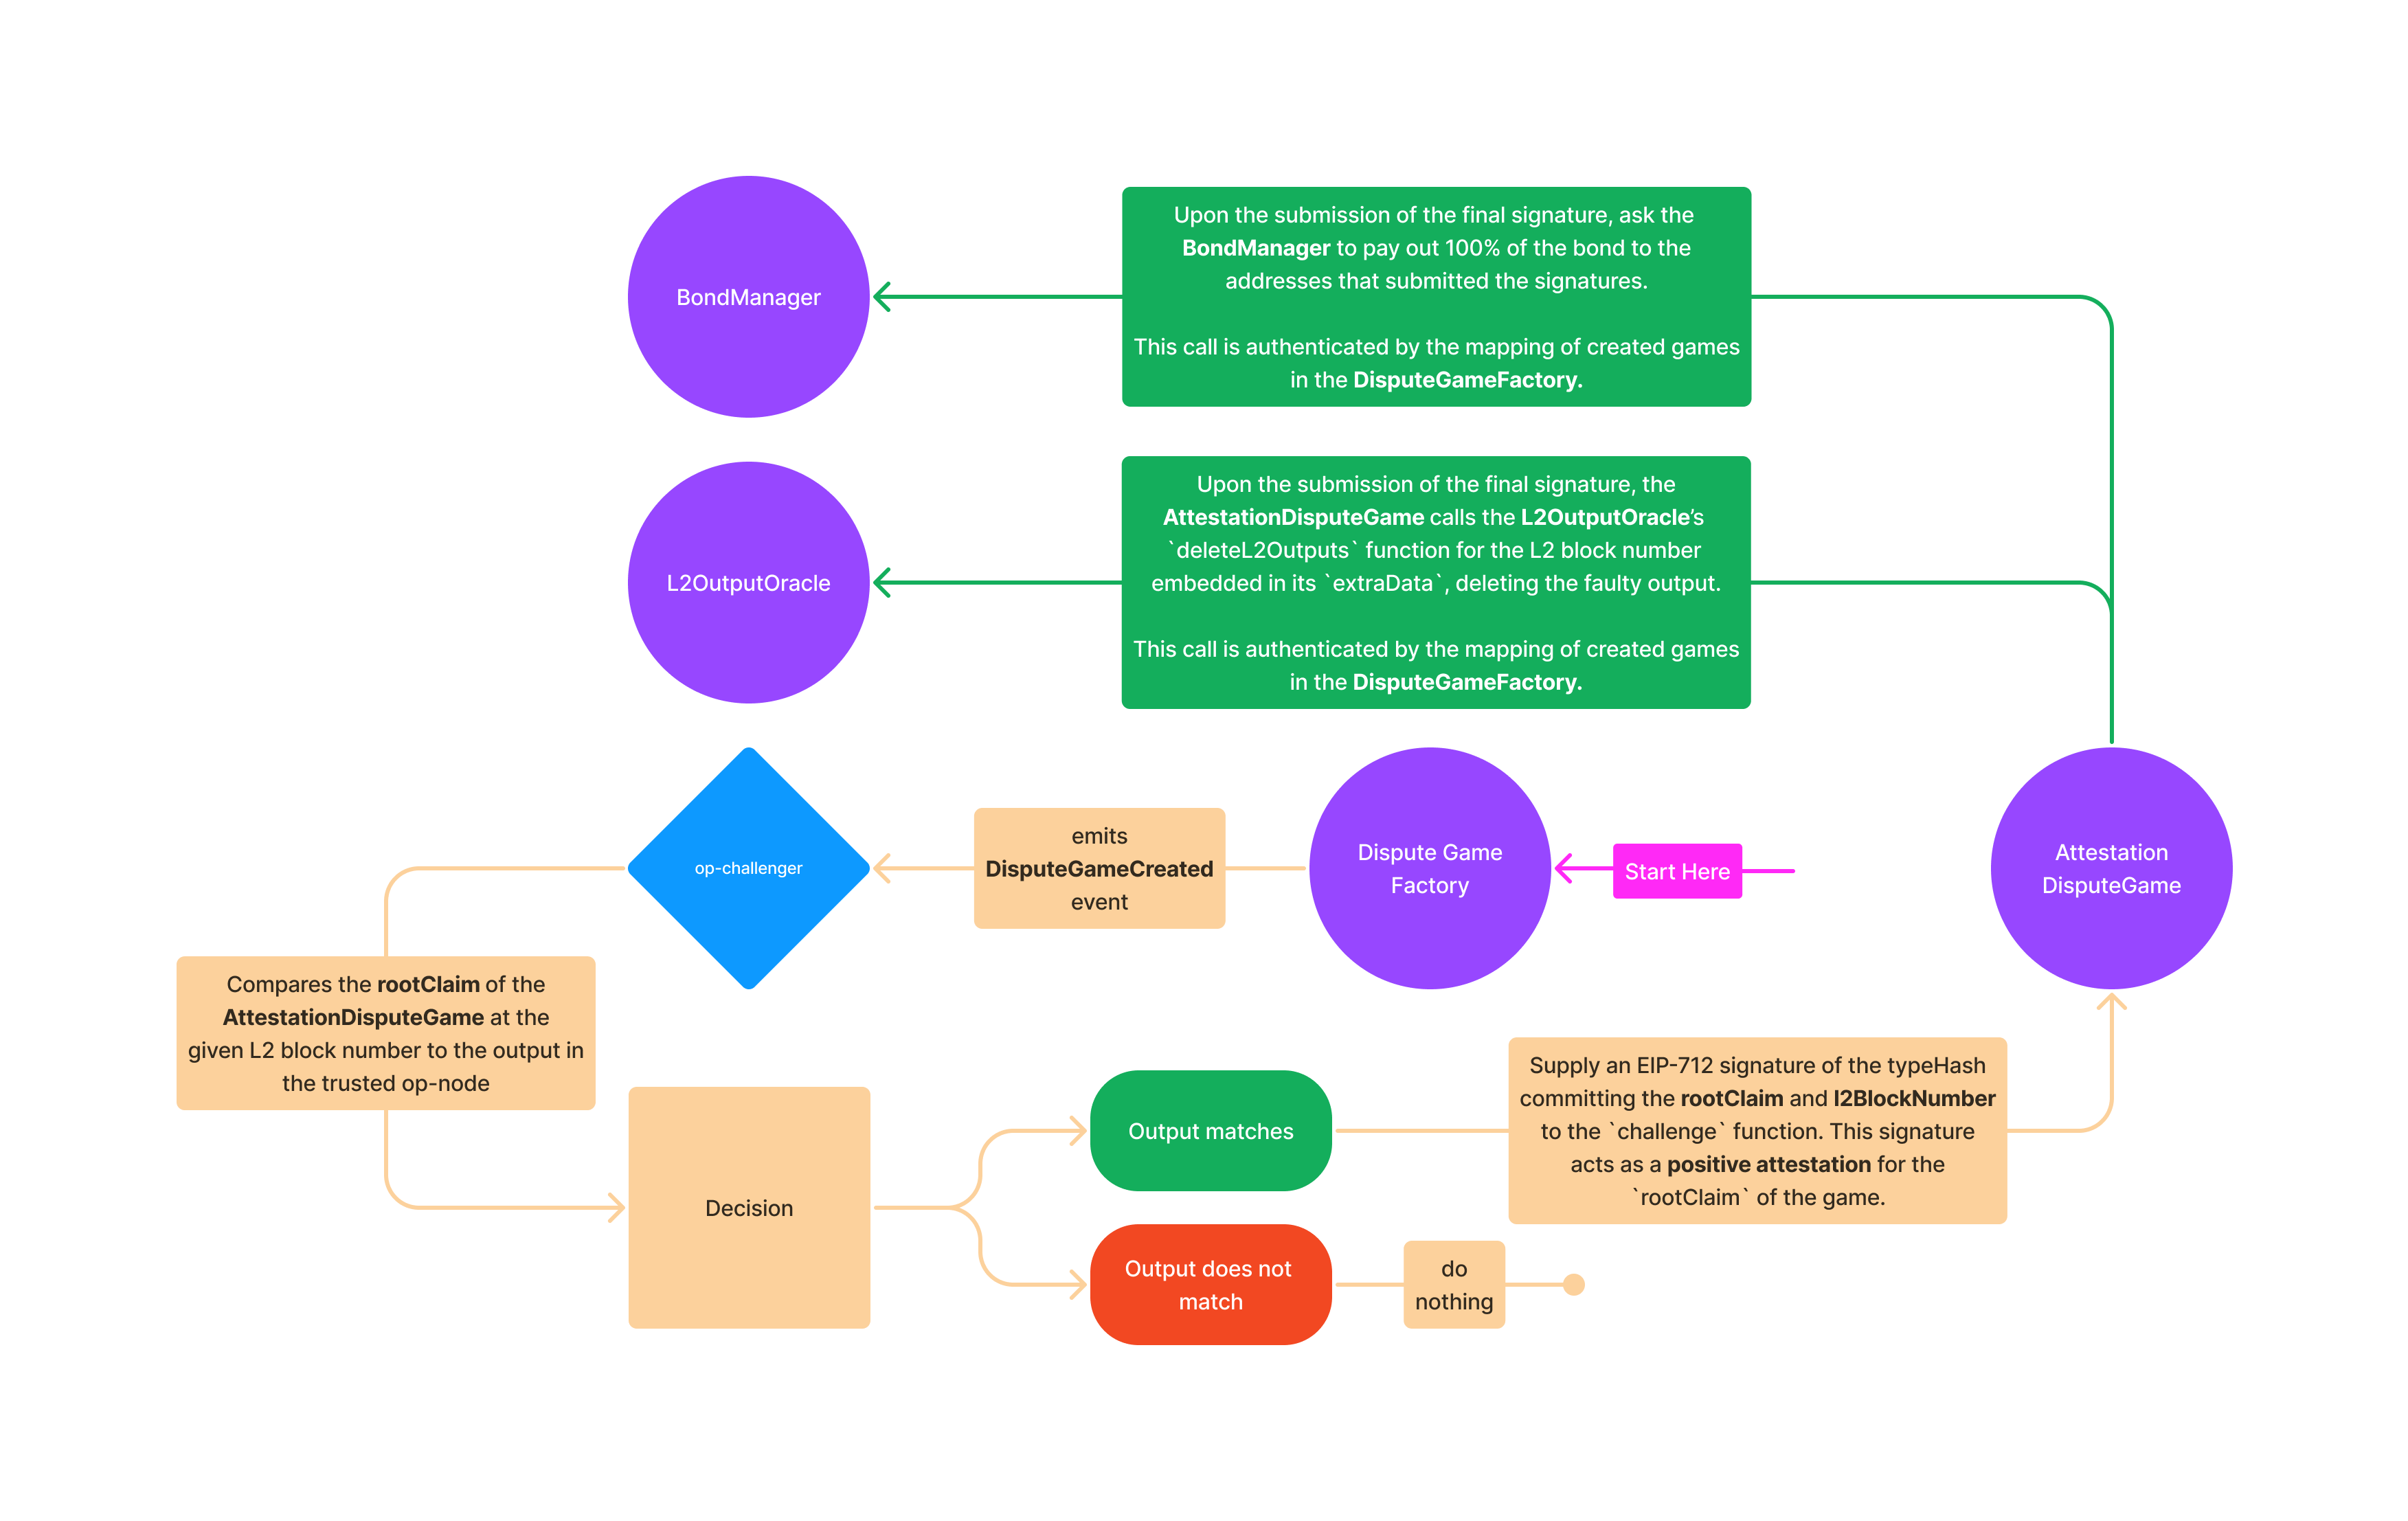 BondManager
Upon the submission of the final signature, ask the
BondManager to pay out 100% of the bond to the
addresses that submitted the signatures.
This call is authenticated by the mapping of created games
in the DisputeGameFactory.
L2OutputOracle
Upon the submission of the final signature, the
AttestationDisputeGame calls the L2OutputOracle’s
`deleteL2Outputs` function for the L2 block number
embedded in its `extraData`, deleting the faulty output.
This call is authenticated by the mapping of created games
in the DisputeGameFactory.
op-challenger
emits
DisputeGameCreated
event
Dispute Game
Factory
Start Here
Attestation
DisputeGame
Compares the rootClaim of the
AttestationDisputeGame at the
given L2 block number to the output in
the trusted op-node
Decision
Output matches
Supply an EIP-712 signature of the typeHash
committing the rootClaim and l2BlockNumber
to the `challenge` function. This signature
acts as a positive attestation for the
`rootClaim` of the game.
Output does not
match
do
nothing